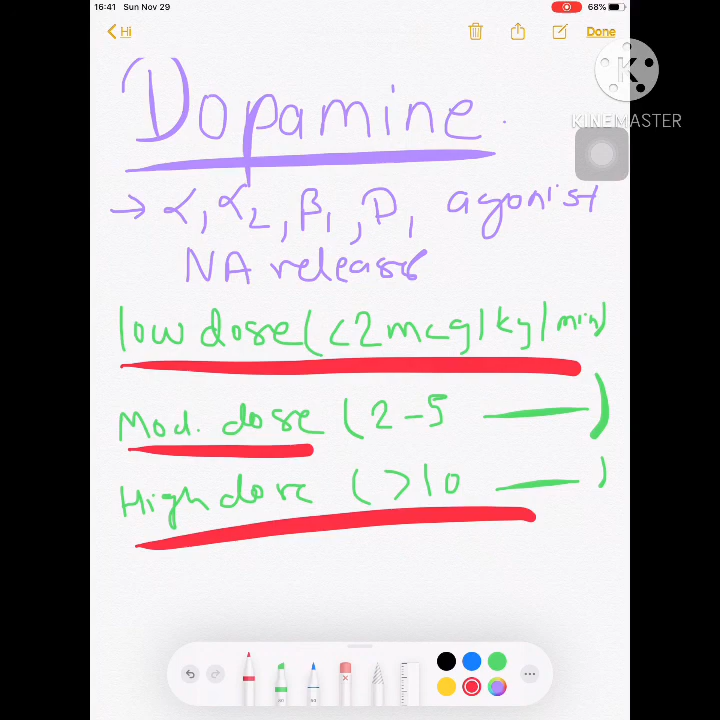 16:41 Sun Nov 29 68%
Hi Done
K
KINEMASTER
Dopamine.
→ α, α2, β1, D1 agonist
NA release
low dose (<2mcg/kg/min)
Mod. dose (2-5 —)
High dose (>10 —)